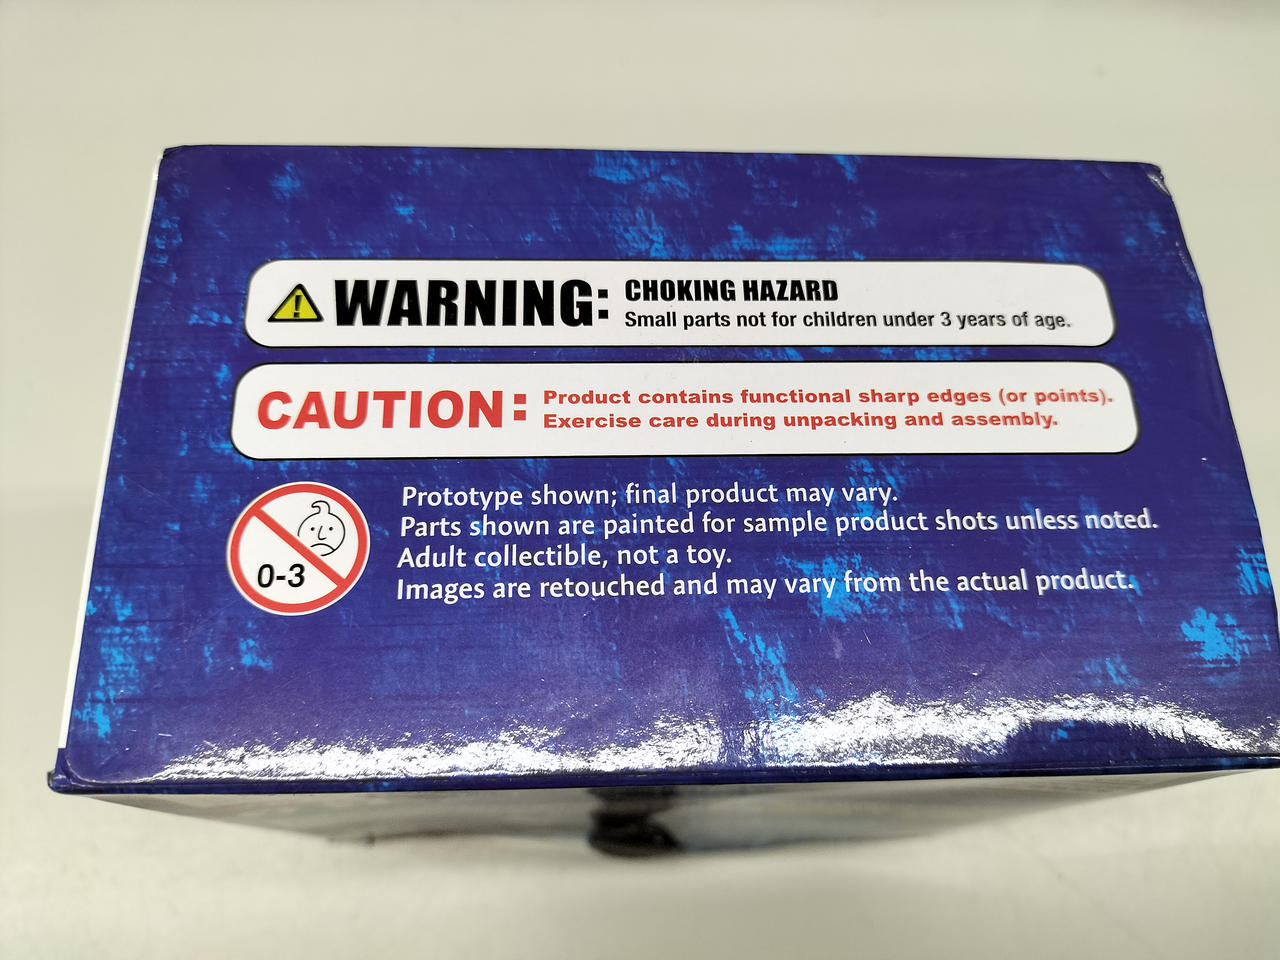 WARNING: CHOKING HAZARD
Small parts not for children under 3 years of age.
CAUTION: Product contains functional sharp edges (or points).
Exercise care during unpacking and assembly.
0-3
Prototype shown; final product may vary.
Parts shown are painted for sample product shots unless noted.
Adult collectible, not a toy.
Images are retouched and may vary from the actual product.